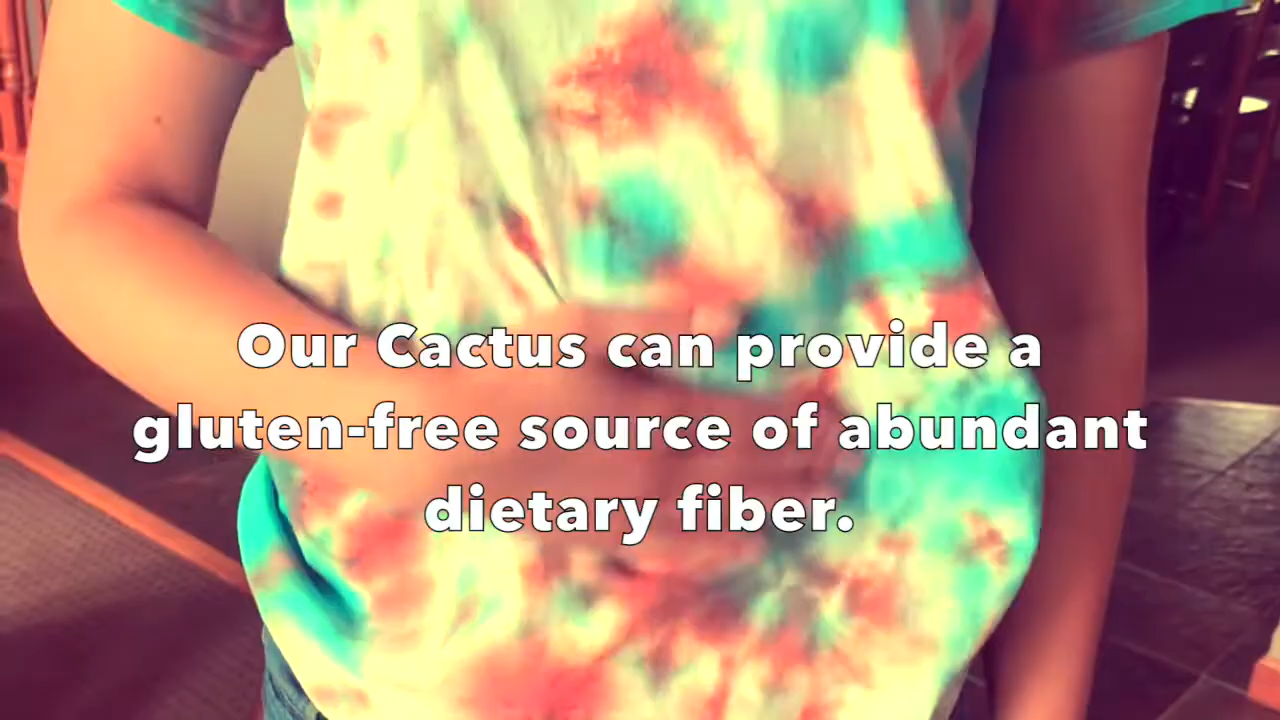 Our Cactus can provide a
gluten-free source of abundant
dietary fiber.